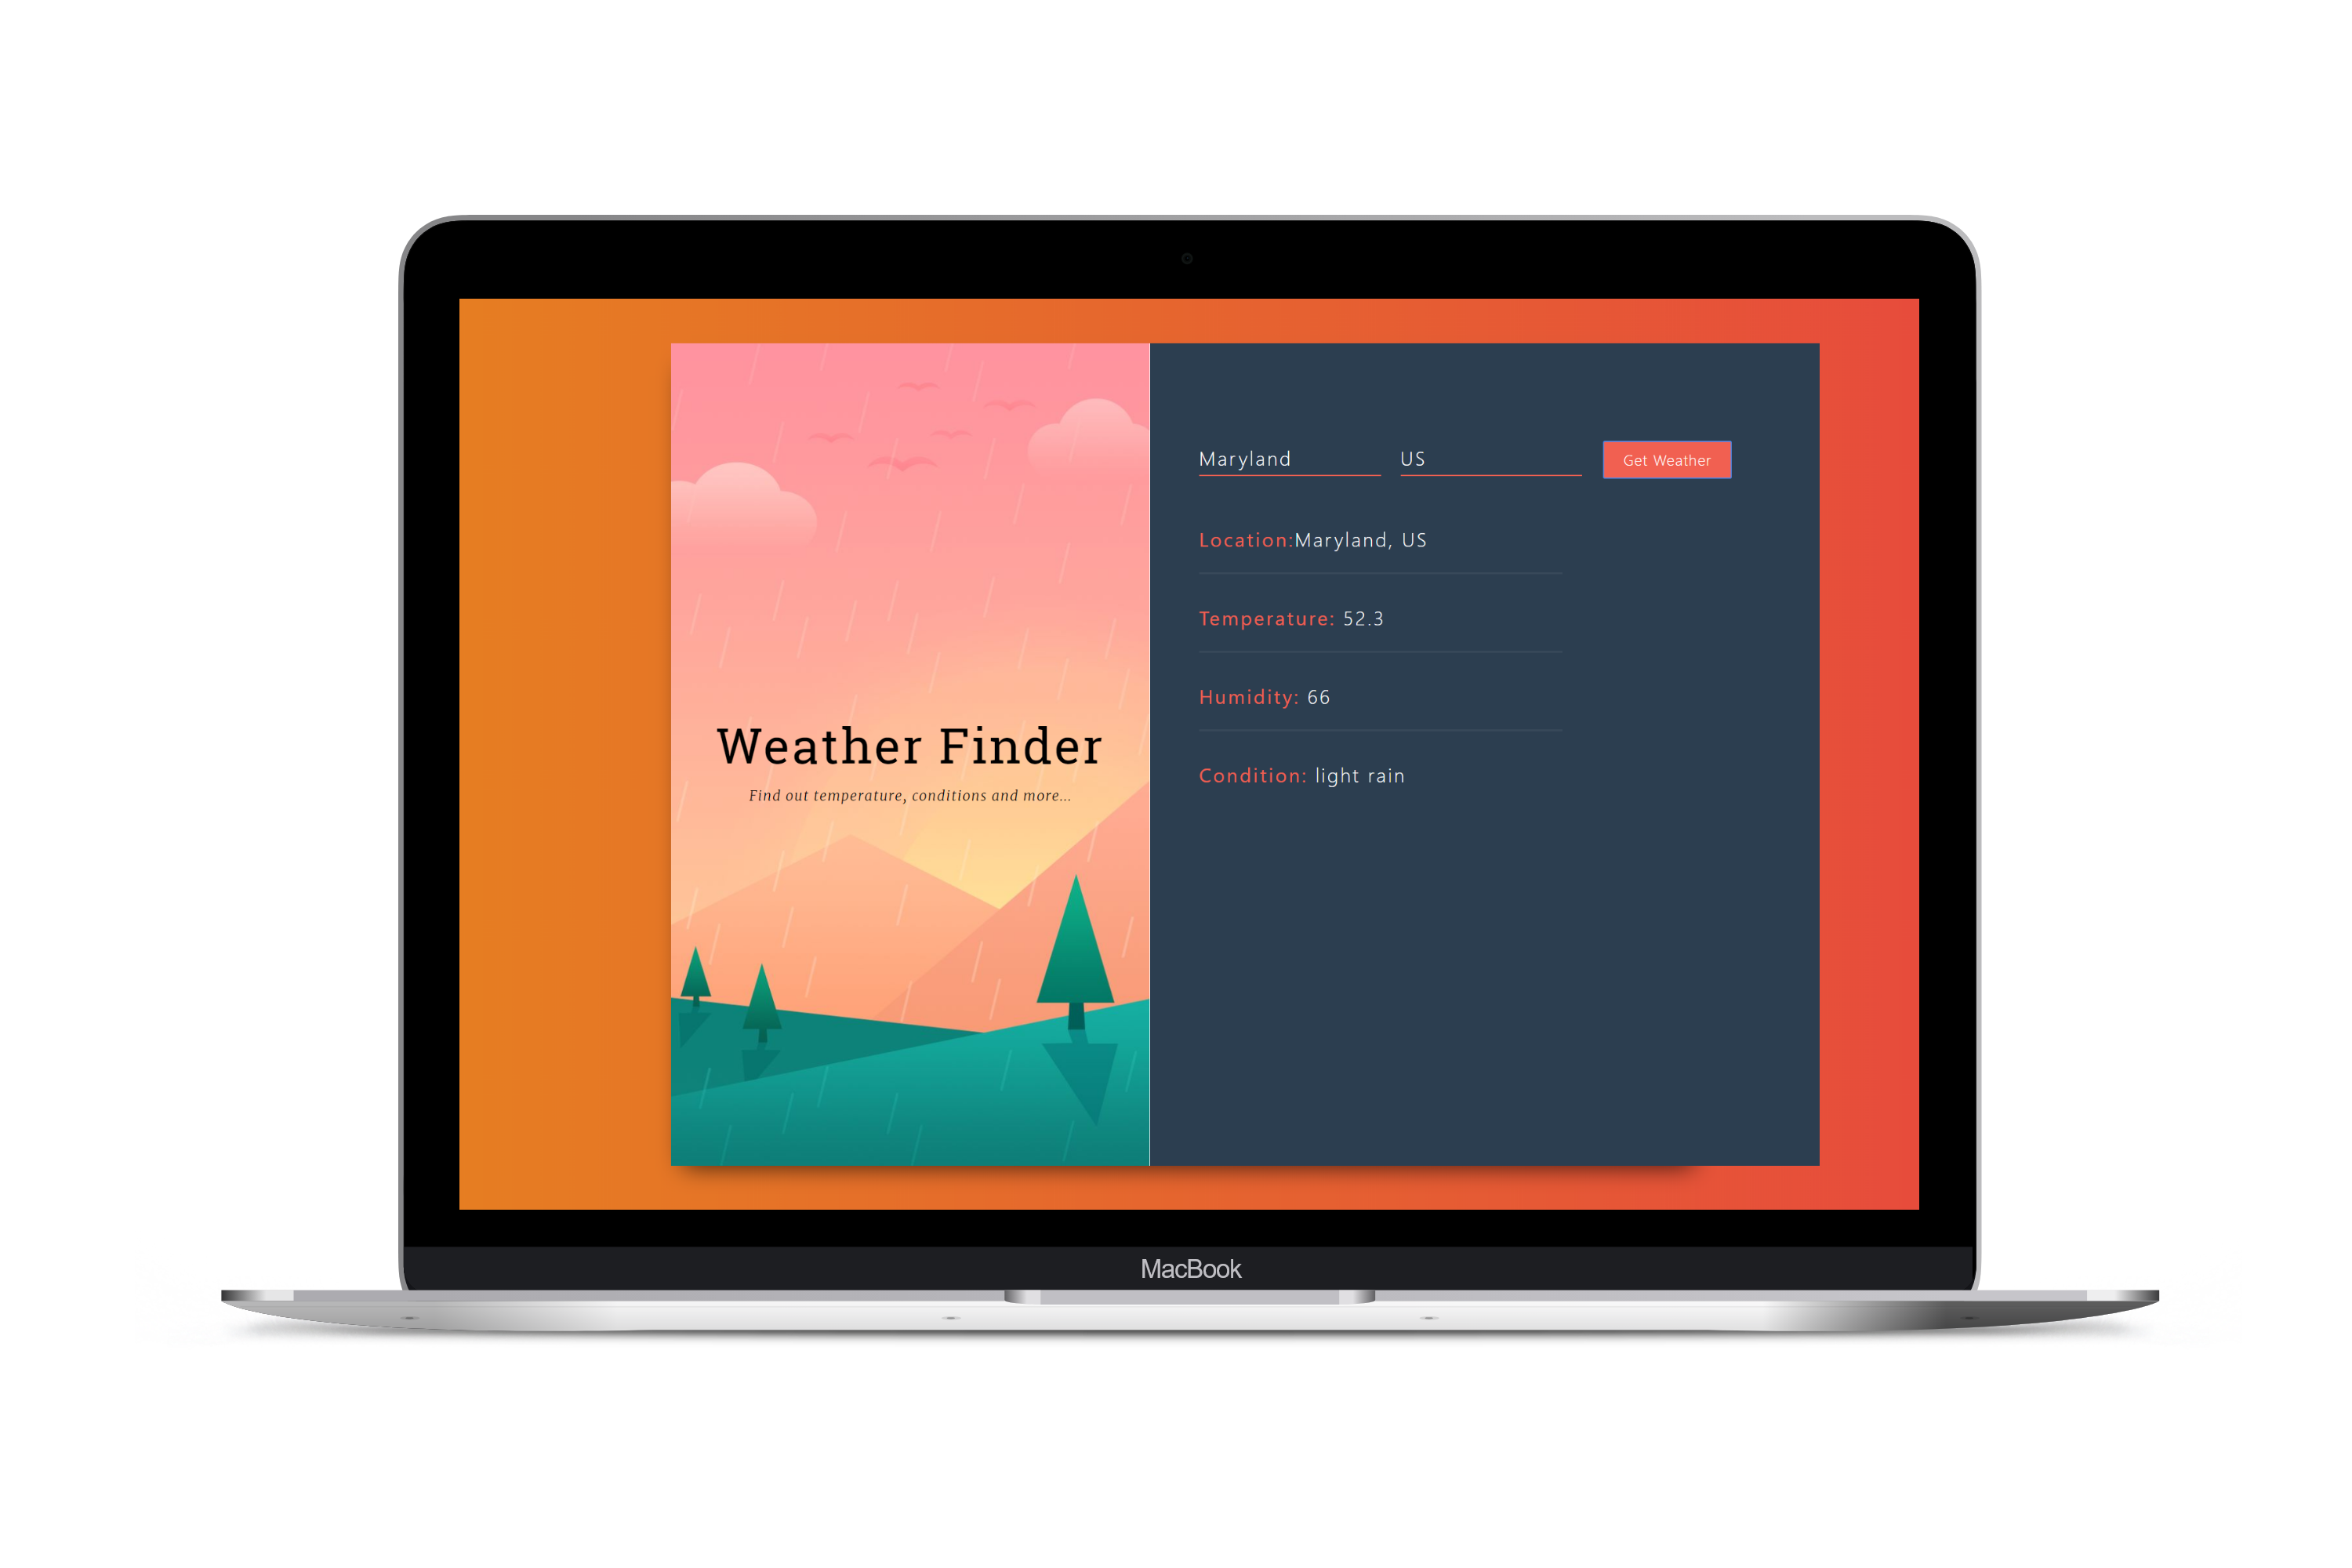 Weather Finder
Find out temperature, conditions and more...
Maryland US Get Weather
Location:Maryland, US
Temperature: 52.3
Humidity: 66
Condition: light rain
MacBook